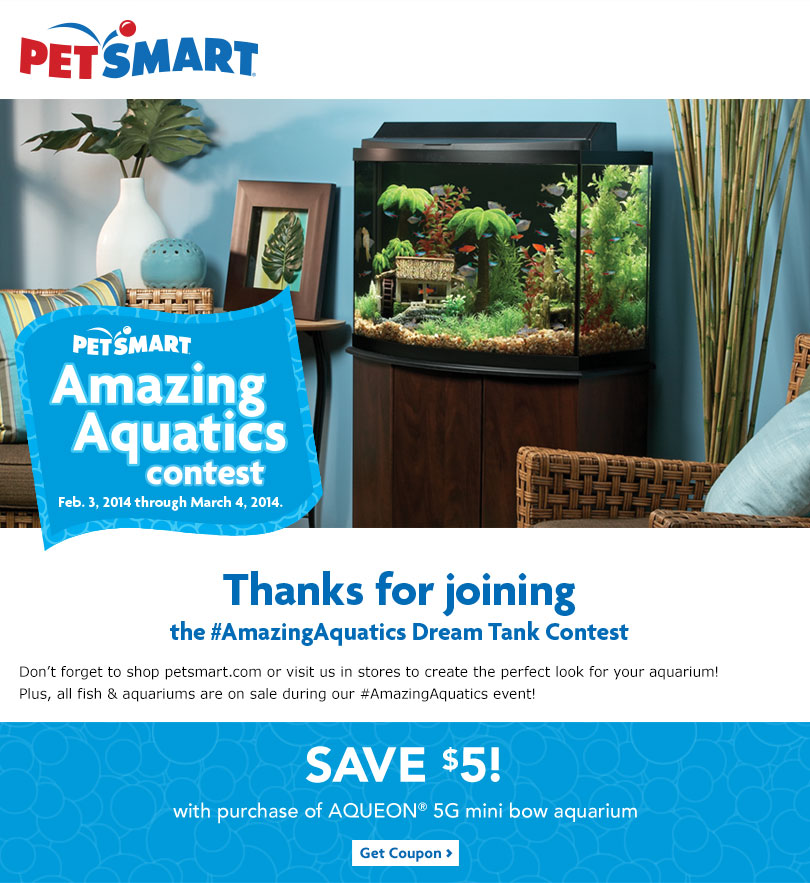 PETSMART
PETSMART
Amazing
Aquatics
contest
Feb. 3, 2014 through March 4, 2014.
Thanks for joining
the #AmazingAquatics Dream Tank Contest
Don’t forget to shop petsmart.com or visit us in stores to create the perfect look for your aquarium!
Plus, all fish & aquariums are on sale during our #AmazingAquatics event!
SAVE $5!
with purchase of AQUEON® 5G mini bow aquarium
Get Coupon ›